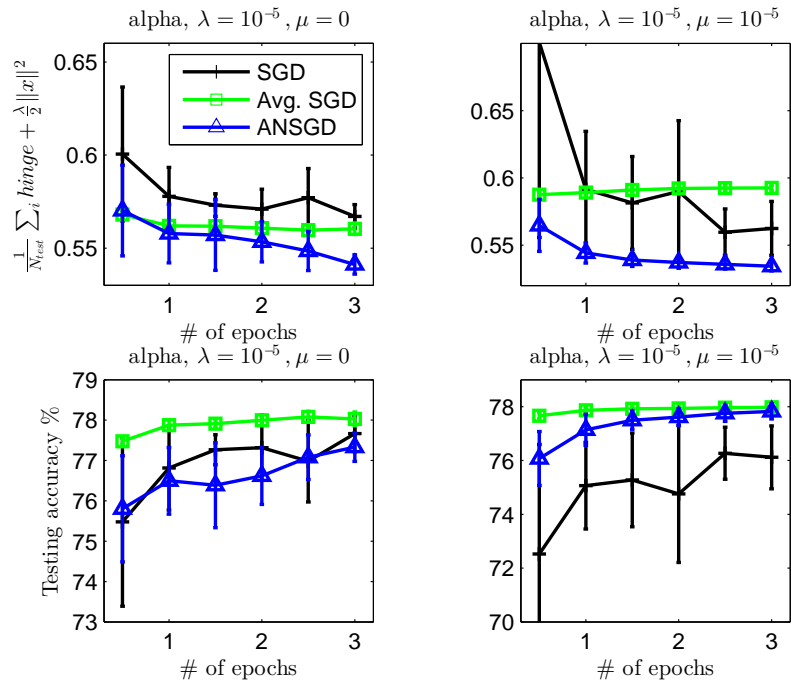 alpha, λ = 10⁻⁵, μ = 0
0.65
0.6
0.55
1/N_test ∑_i hinge + λ/2 ‖x‖²
SGD
Avg. SGD
ANSGD
1 2 3
# of epochs
alpha, λ = 10⁻⁵, μ = 10⁻⁵
0.65
0.6
0.55
1 2 3
# of epochs
alpha, λ = 10⁻⁵, μ = 0
79
78
77
76
75
74
73
Testing accuracy %
1 2 3
# of epochs
alpha, λ = 10⁻⁵, μ = 10⁻⁵
78
76
74
72
70
1 2 3
# of epochs